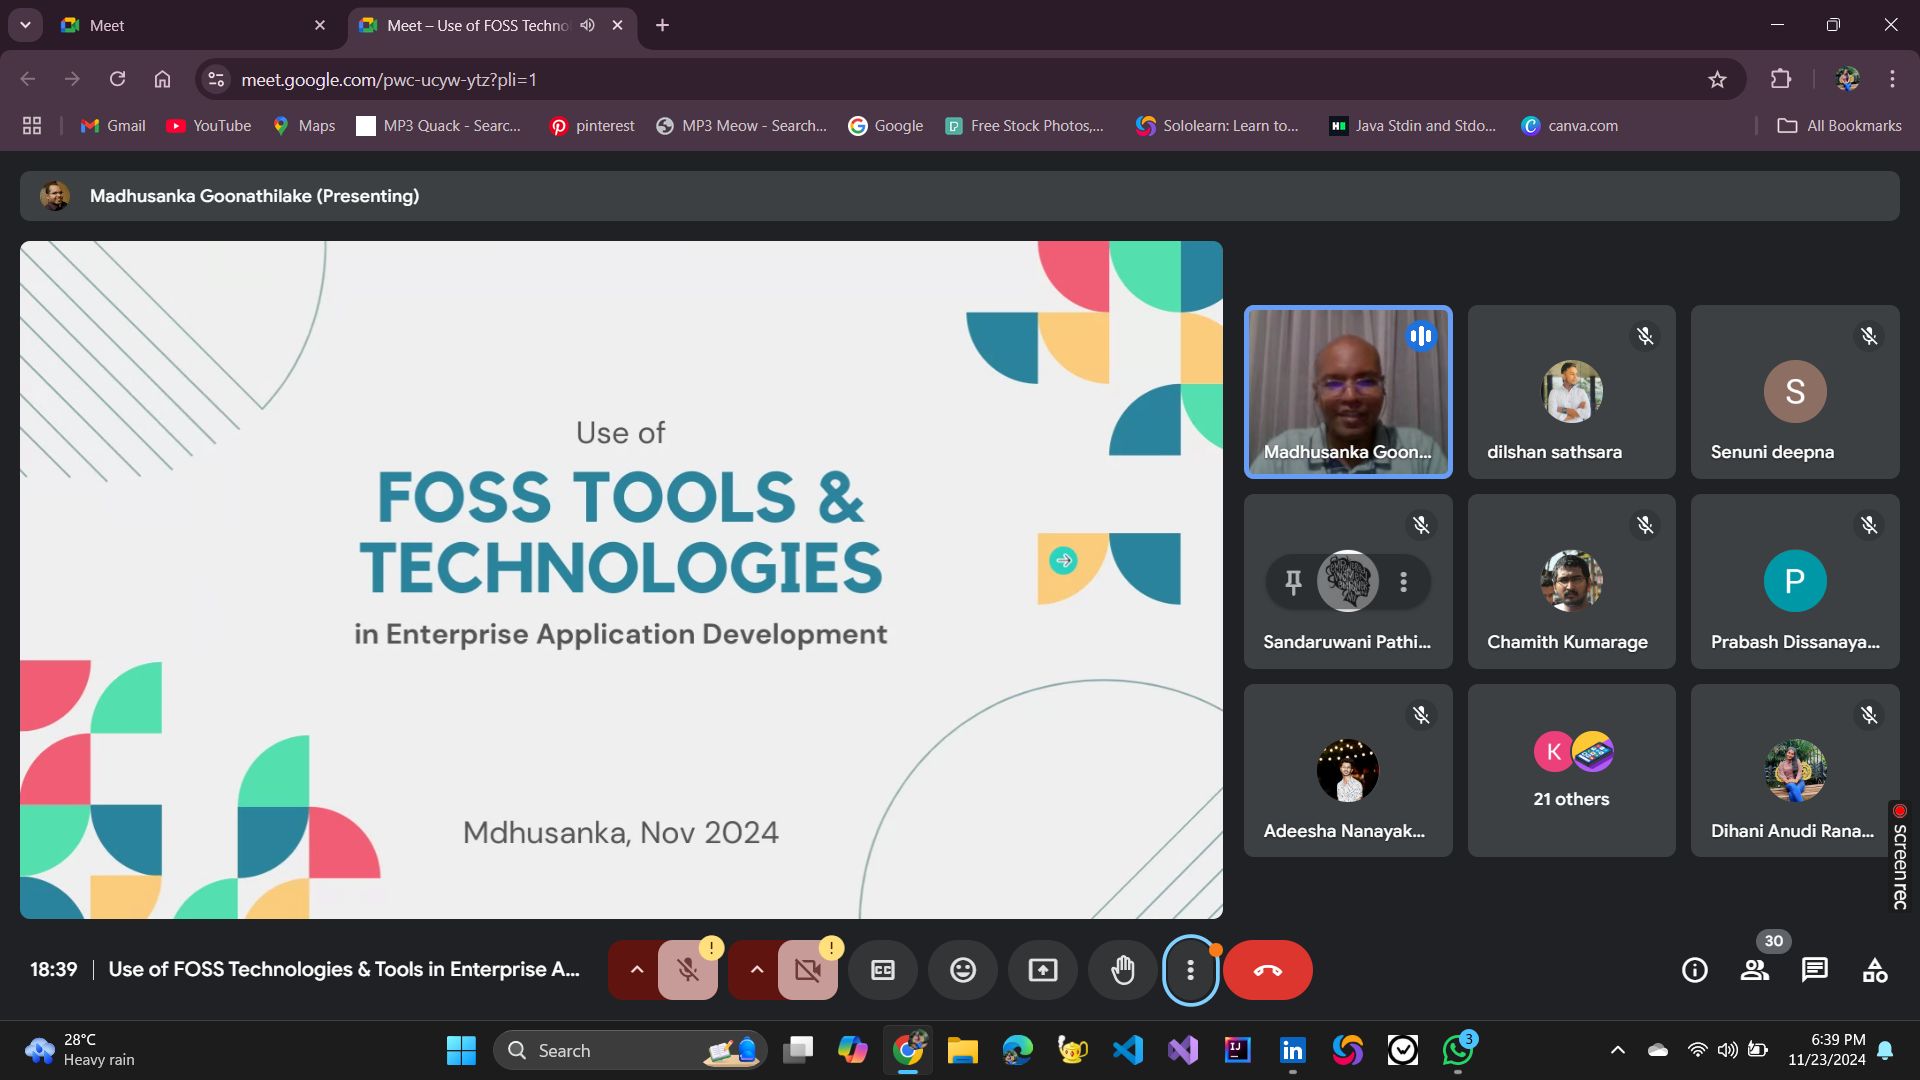 Meet
Meet – Use of FOSS Techno
meet.google.com/pwc-ucyw-ytz?pli=1
Gmail
YouTube
Maps
MP3 Quack - Searc...
pinterest
MP3 Meow - Search...
Google
Free Stock Photos,...
Sololearn: Learn to...
Java Stdin and Stdo...
canva.com
All Bookmarks
Madhusanka Goonathilake (Presenting)
Use of
FOSS TOOLS &
TECHNOLOGIES
in Enterprise Application Development
Mdhusanka, Nov 2024
Madhusanka Goon...
dilshan sathsara
S
Senuni deepna
Sandaruwani Pathi...
Chamith Kumarage
P
Prabash Dissanaya...
Adeesha Nanayak...
K
21 others
Dihani Anudi Rana...
screenrec
18:39
Use of FOSS Technologies & Tools in Enterprise A...
!
!
CC
30
28°C
Heavy rain
Search
IJ
in
3
6:39 PM
11/23/2024